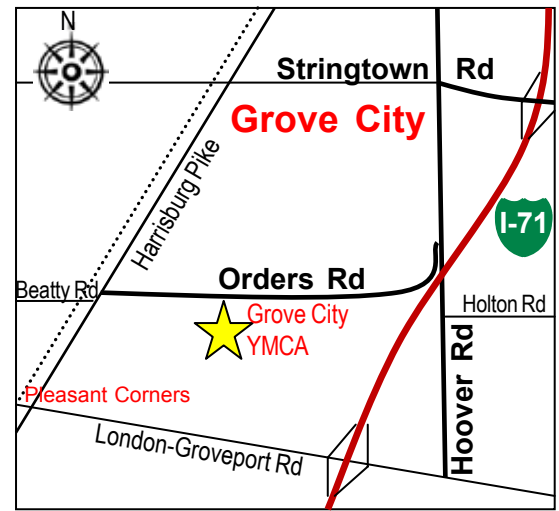 N
Stringtown Rd
Grove City
Harrisburg Pike
I-71
Orders Rd
Beatty Rd
Holton Rd
Grove City
YMCA
Hoover Rd
Pleasant Corners
London-Groveport Rd